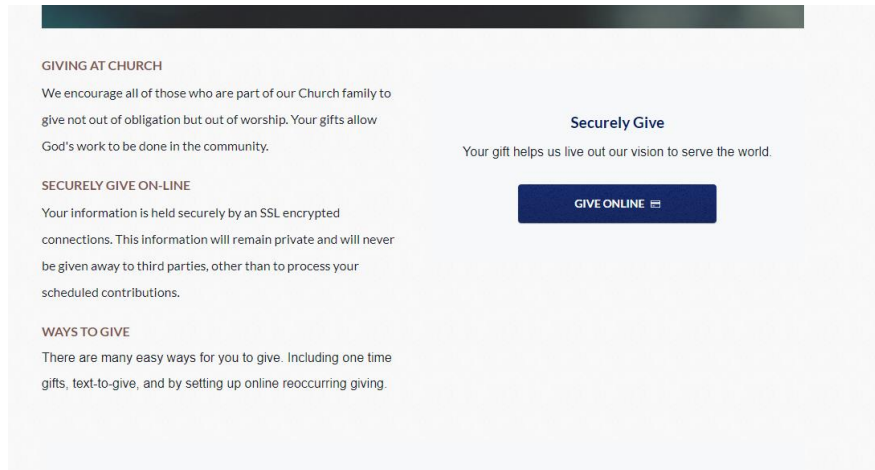 GIVING AT CHURCH
We encourage all of those who are part of our Church family to
give not out of obligation but out of worship. Your gifts allow
God's work to be done in the community.
SECURELY GIVE ON-LINE
Your information is held securely by an SSL encrypted
connections. This information will remain private and will never
be given away to third parties, other than to process your
scheduled contributions.
WAYS TO GIVE
There are many easy ways for you to give. Including one time
gifts, text-to-give, and by setting up online reoccurring giving.
Securely Give
Your gift helps us live out our vision to serve the world.
GIVE ONLINE